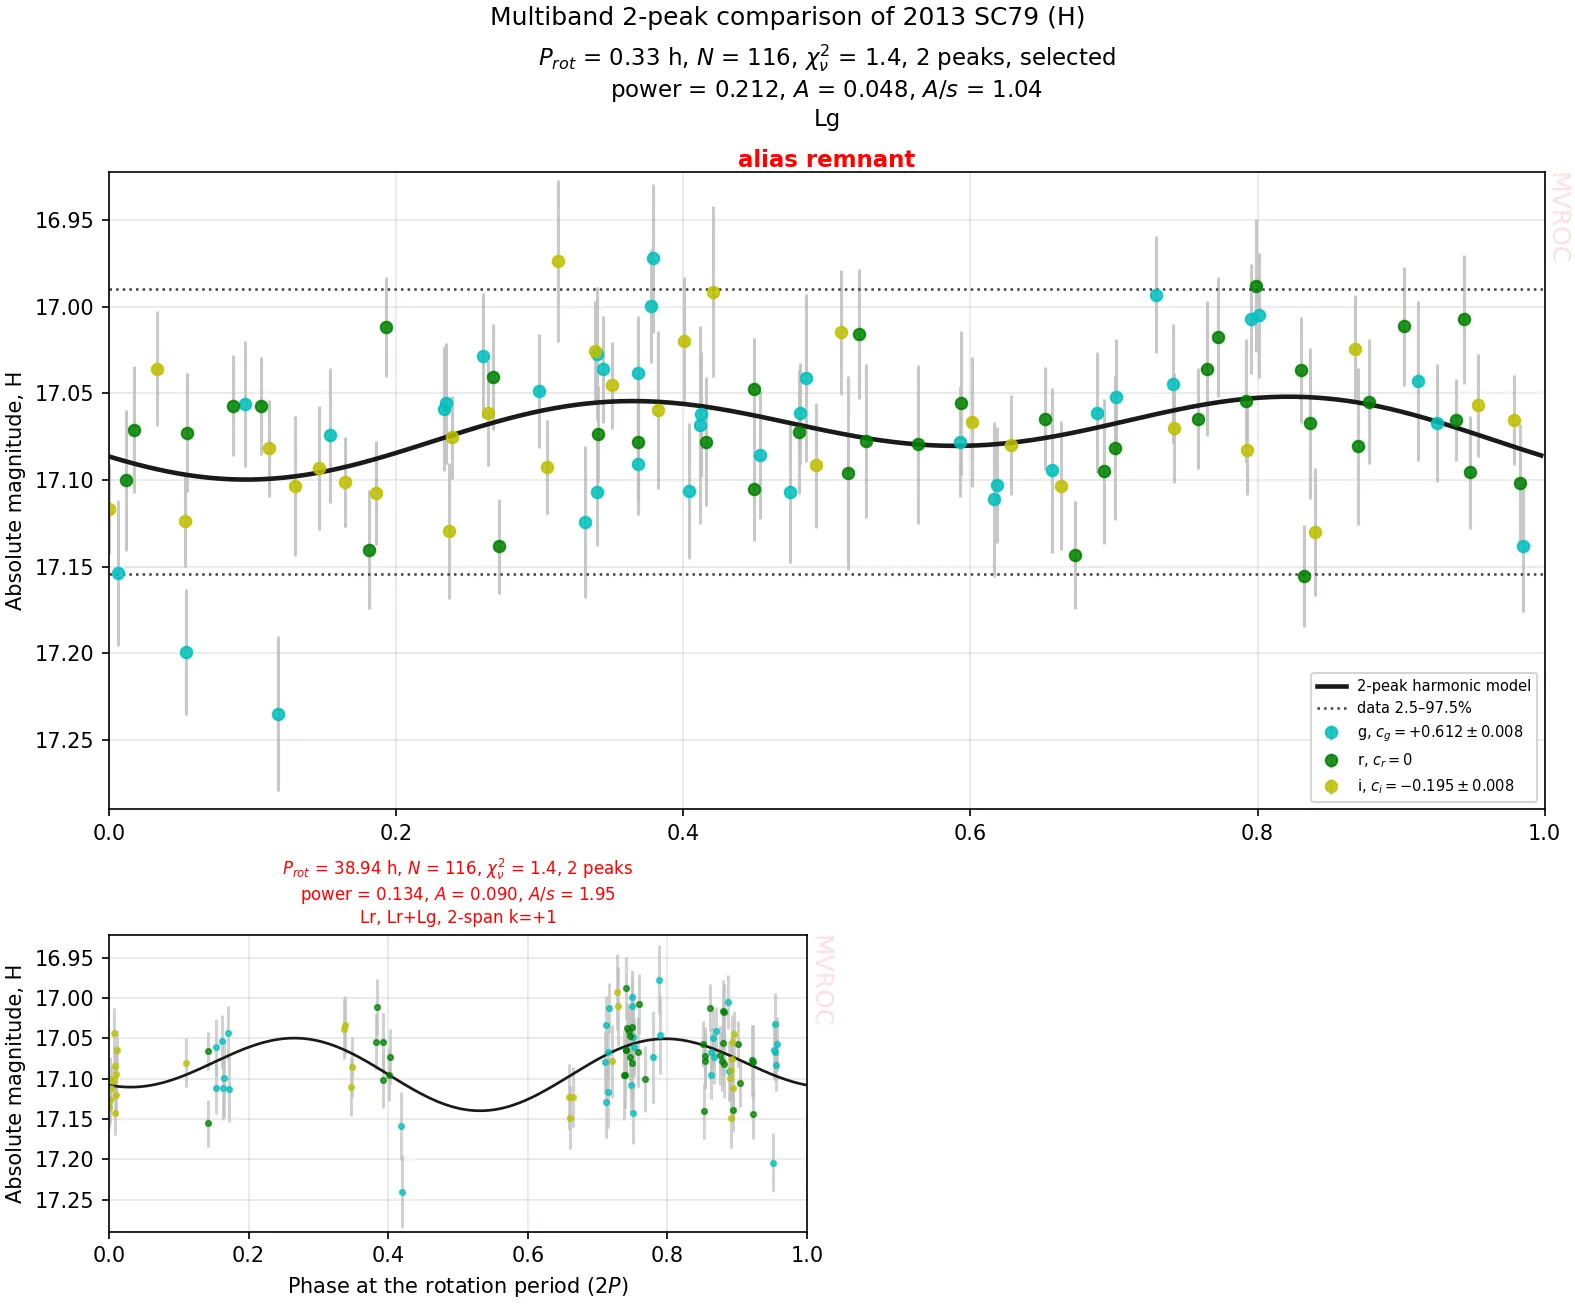 Multiband 2-peak comparison of 2013 SC79 (H)
P_rot = 0.33 h, N = 116, χ²_ν = 1.4, 2 peaks, selected
power = 0.212, A = 0.048, A/s = 1.04
Lg
alias remnant
MVROC
Absolute magnitude, H
16.95
17.00
17.05
17.10
17.15
17.20
17.25
2-peak harmonic model
data 2.5–97.5%
g, c_g = +0.612 ± 0.008
r, c_r = 0
i, c_i = −0.195 ± 0.008
0.0 0.2 0.4 0.6 0.8 1.0
P_rot = 38.94 h, N = 116, χ²_ν = 1.4, 2 peaks
power = 0.134, A = 0.090, A/s = 1.95
Lr, Lr+Lg, 2-span k=+1
MVROC
Absolute magnitude, H
16.95
17.00
17.05
17.10
17.15
17.20
17.25
0.0 0.2 0.4 0.6 0.8 1.0
Phase at the rotation period (2P)